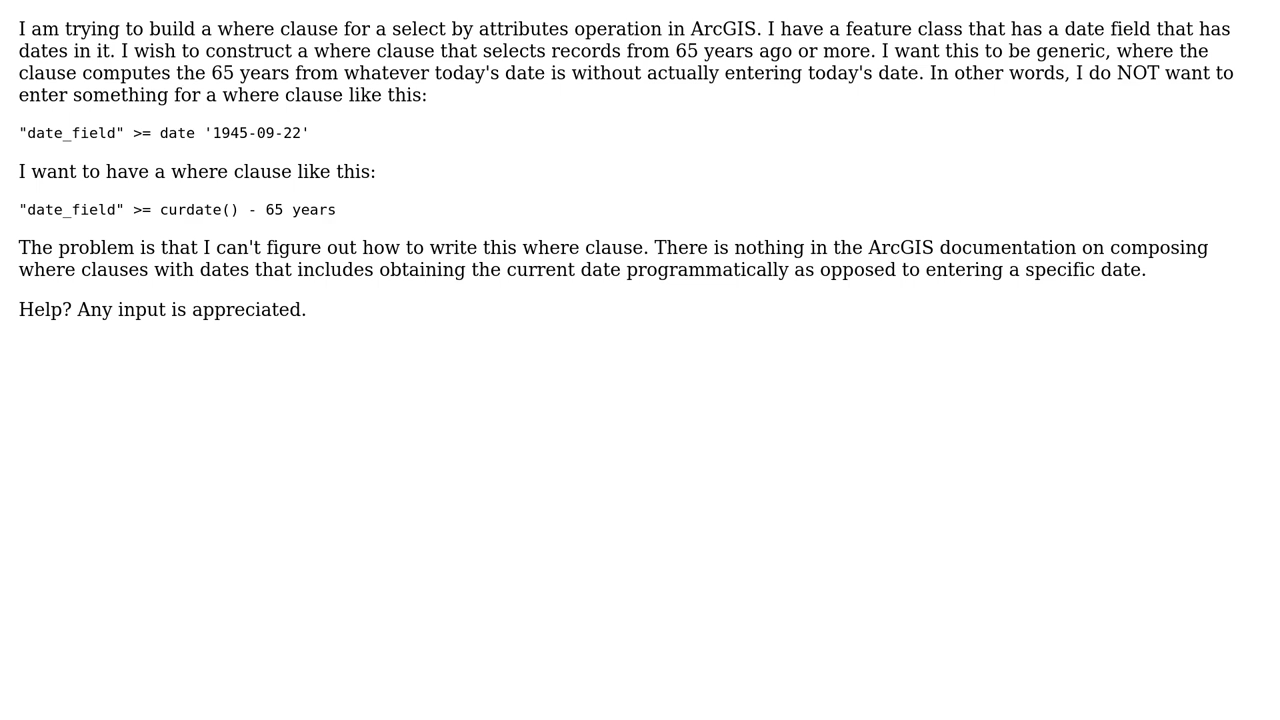 I am trying to build a where clause for a select by attributes operation in ArcGIS. I have a feature class that has a date field that has
dates in it. I wish to construct a where clause that selects records from 65 years ago or more. I want this to be generic, where the
clause computes the 65 years from whatever today's date is without actually entering today's date. In other words, I do NOT want to
enter something for a where clause like this:
"date_field" >= date '1945-09-22'
I want to have a where clause like this:
"date_field" >= curdate() - 65 years
The problem is that I can't figure out how to write this where clause. There is nothing in the ArcGIS documentation on composing
where clauses with dates that includes obtaining the current date programmatically as opposed to entering a specific date.
Help? Any input is appreciated.